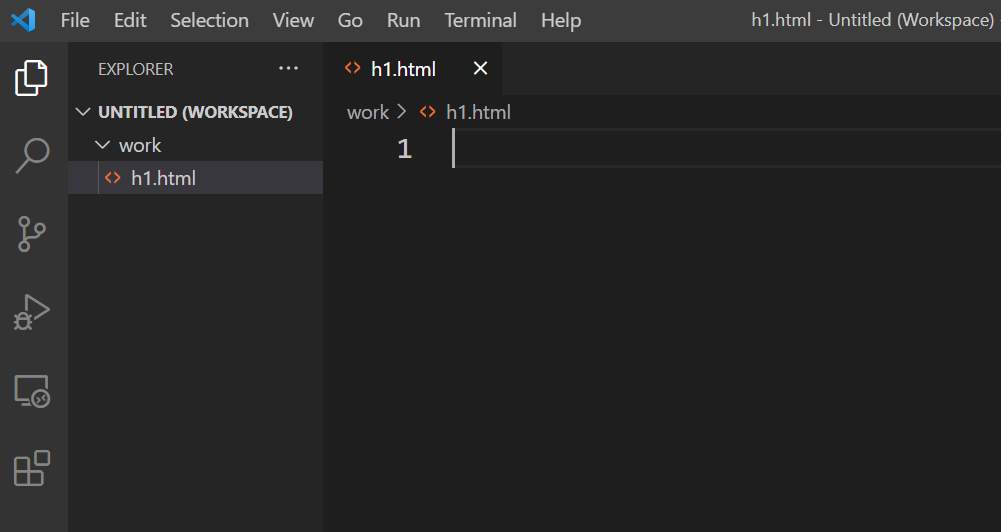 File Edit Selection View Go Run Terminal Help h1.html - Untitled (Workspace)
EXPLORER ···
UNTITLED (WORKSPACE)
work
h1.html
h1.html
work > h1.html
1